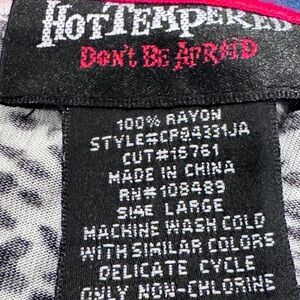 HOTTEMPERED
DON'T BE AFRAID
100% RAYON
STYLE#CP04331JA
CUT#15761
MADE IN CHINA
RN#108489
SIZE LARGE
MACHINE WASH COLD
WITH SIMILAR COLORS
DELICATE CYCLE
ONLY NON-CHLORINE